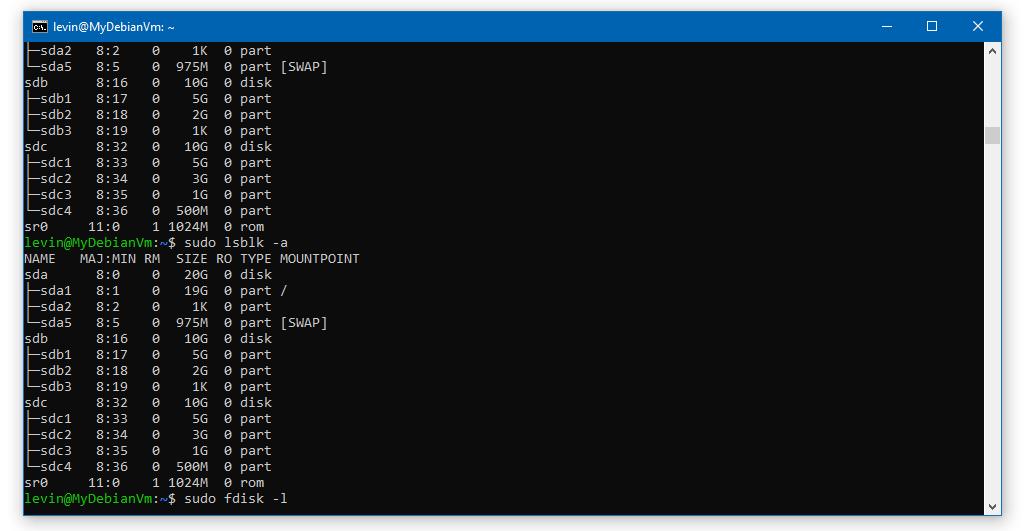 levin@MyDebianVm: ~
├─sda2   8:2    0    1K  0 part
└─sda5   8:5    0  975M  0 part [SWAP]
sdb      8:16   0   10G  0 disk
├─sdb1   8:17   0    5G  0 part
├─sdb2   8:18   0    2G  0 part
└─sdb3   8:19   0    1K  0 part
sdc      8:32   0   10G  0 disk
├─sdc1   8:33   0    5G  0 part
├─sdc2   8:34   0    3G  0 part
├─sdc3   8:35   0    1G  0 part
└─sdc4   8:36   0  500M  0 part
sr0     11:0    1 1024M  0 rom
levin@MyDebianVm:~$ sudo lsblk -a
NAME   MAJ:MIN RM  SIZE RO TYPE MOUNTPOINT
sda      8:0    0   20G  0 disk
├─sda1   8:1    0   19G  0 part /
├─sda2   8:2    0    1K  0 part
└─sda5   8:5    0  975M  0 part [SWAP]
sdb      8:16   0   10G  0 disk
├─sdb1   8:17   0    5G  0 part
├─sdb2   8:18   0    2G  0 part
└─sdb3   8:19   0    1K  0 part
sdc      8:32   0   10G  0 disk
├─sdc1   8:33   0    5G  0 part
├─sdc2   8:34   0    3G  0 part
├─sdc3   8:35   0    1G  0 part
└─sdc4   8:36   0  500M  0 part
sr0     11:0    1 1024M  0 rom
levin@MyDebianVm:~$ sudo fdisk -l